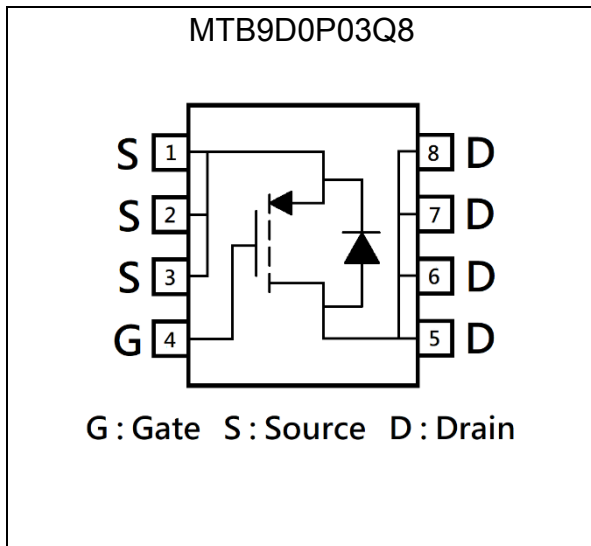 MTB9D0P03Q8
S 1 8 D
S 2 7 D
S 3 6 D
G 4 5 D
G : Gate S : Source D : Drain